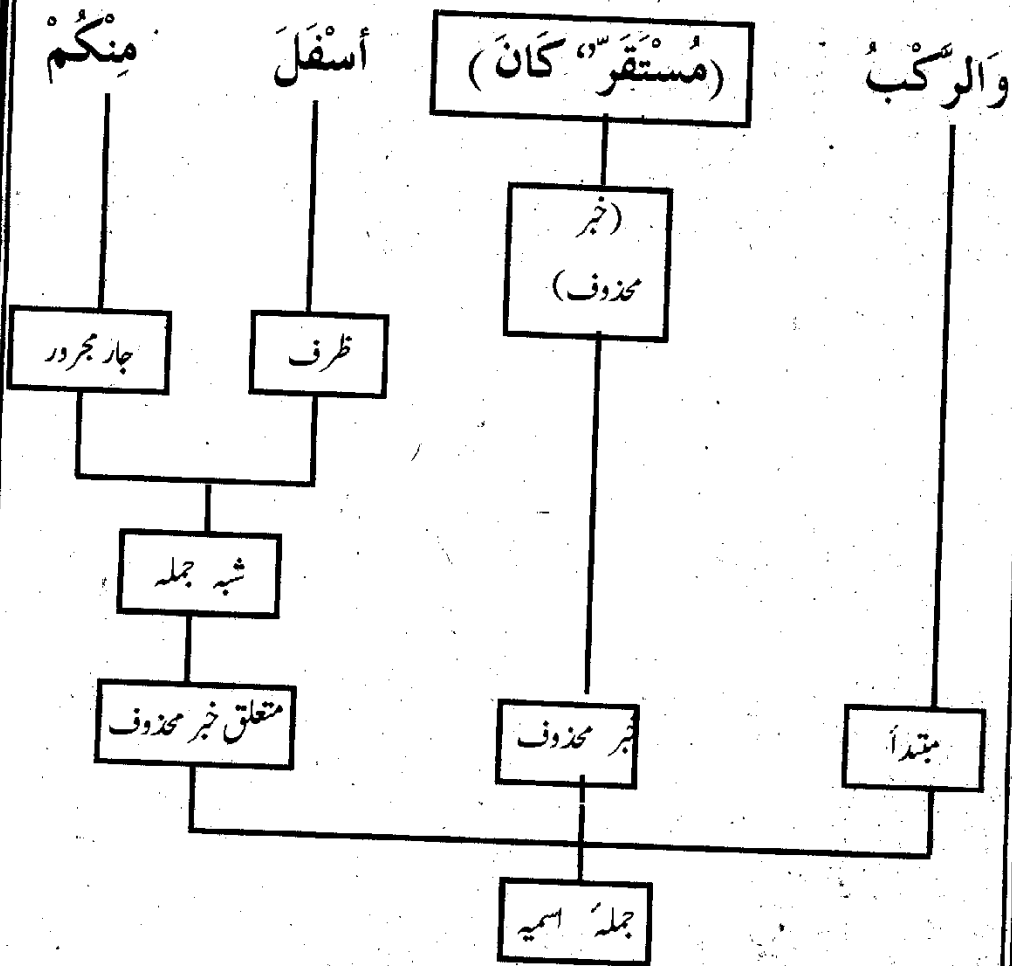 وَالرَّكْبُ (مُسْتَقَرٌّ كَانَ) أسْفَلَ مِنْكُمْ
(خبر
محذوف)
ظرف جار مجرور
شبہ جملہ
مبتدأ خبر محذوف متعلق خبر محذوف
جملۂ اسمیہ